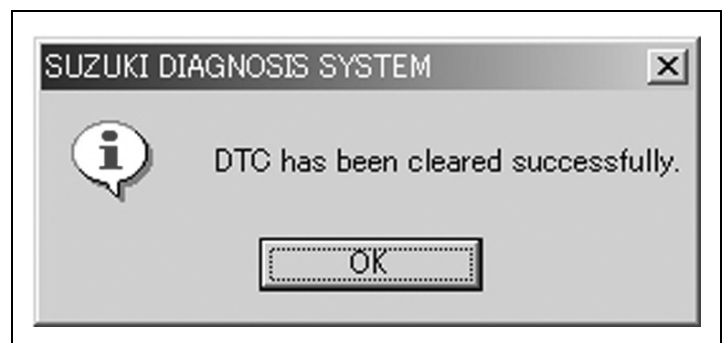 SUZUKI DIAGNOSIS SYSTEM
DTC has been cleared successfully.
OK